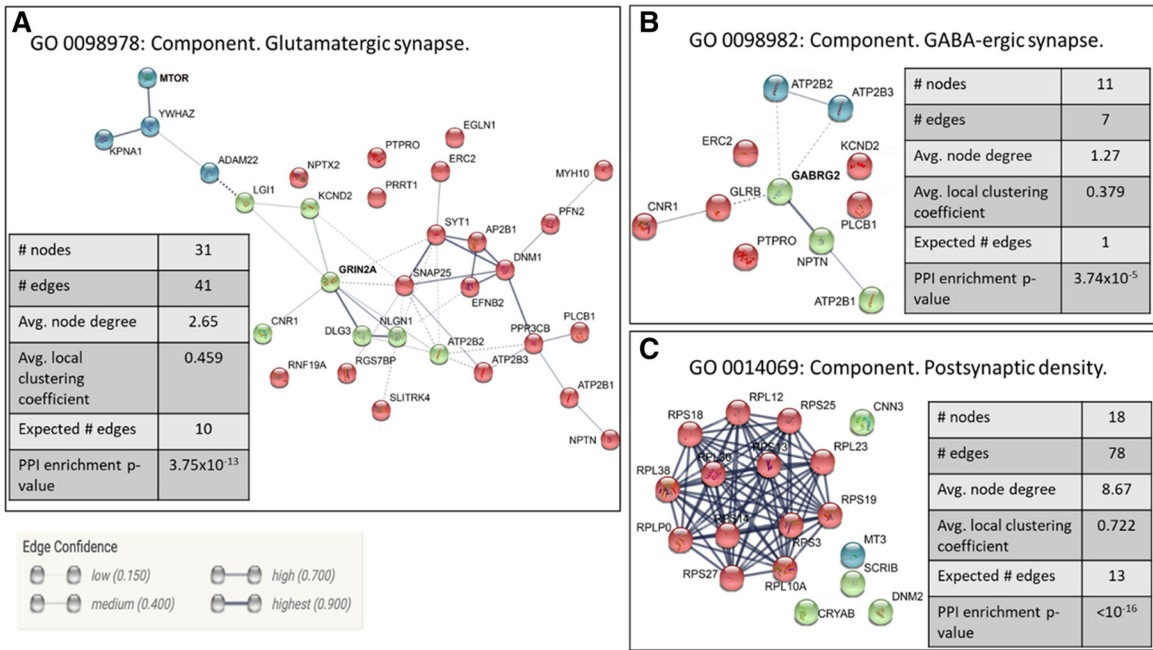 A
GO 0098978: Component. Glutamatergic synapse.
MTOR
YWHAZ
KPNA1
ADAM22
LGI1
NPTX2
KCND2
PTPRO
PRRT1
EGLN1
ERC2
MYH10
PFN2
SYT1
AP2B1
DNM1
GRIN2A
SNAP25
EFNB2
CNR1
DLG3
NLGN1
ATP2B2
PPP3CB
PLCB1
RNF19A
RGS7BP
ATP2B3
SLITRK4
ATP2B1
NPTN
# nodes 31
# edges 41
Avg. node degree 2.65
Avg. local
clustering
coefficient 0.459
Expected # edges 10
PPI enrichment p-
value 3.75x10-13
Edge Confidence
low (0.150) high (0.700)
medium (0.400) highest (0.900)
B
GO 0098982: Component. GABA-ergic synapse.
ATP2B2
ATP2B3
ERC2
KCND2
GABRG2
GLRB
CNR1
PLCB1
PTPRO
NPTN
ATP2B1
# nodes 11
# edges 7
Avg. node degree 1.27
Avg. local clustering
coefficient 0.379
Expected # edges 1
PPI enrichment p-
value 3.74x10-5
C
GO 0014069: Component. Postsynaptic density.
RPL12
RPS18
RPS25
CNN3
RPL30
RPS13
RPL23
RPL38
RPS19
RPLP0
RPS14
RPS3
MT3
SCRIB
RPS27
RPL10A
DNM2
CRYAB
# nodes 18
# edges 78
Avg. node degree 8.67
Avg. local clustering
coefficient 0.722
Expected # edges 13
PPI enrichment p-
value <10-16